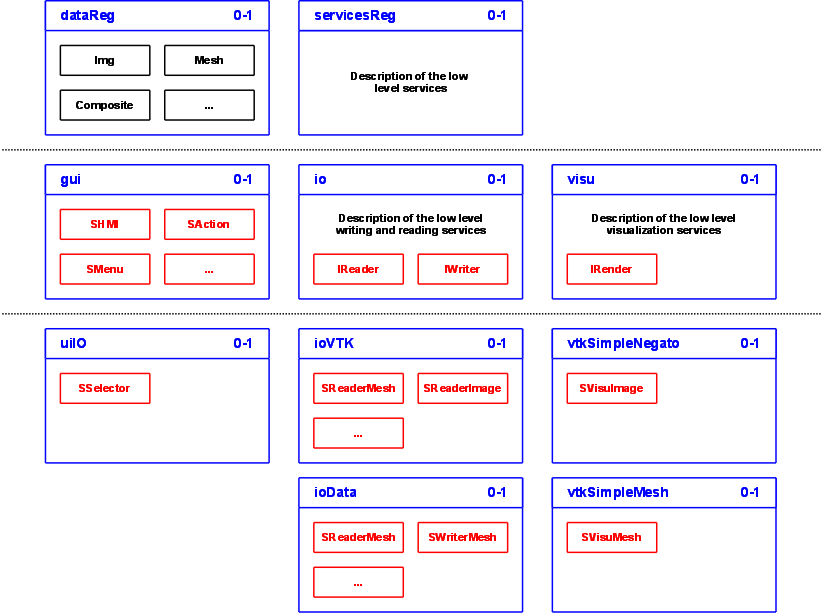 dataReg 0-1
Img
Mesh
Composite
...
servicesReg 0-1
Description of the low
level services
gui 0-1
SHMI
SAction
SMenu
...
io 0-1
Description of the low level
writing and reading services
IReader
IWriter
visu 0-1
Description of the low level
visualization services
IRender
uiIO 0-1
SSelector
ioVTK 0-1
SReaderMesh
SReaderImage
...
vtkSimpleNegato 0-1
SVisuImage
ioData 0-1
SReaderMesh
SWriterMesh
...
vtkSimpleMesh 0-1
SVisuMesh